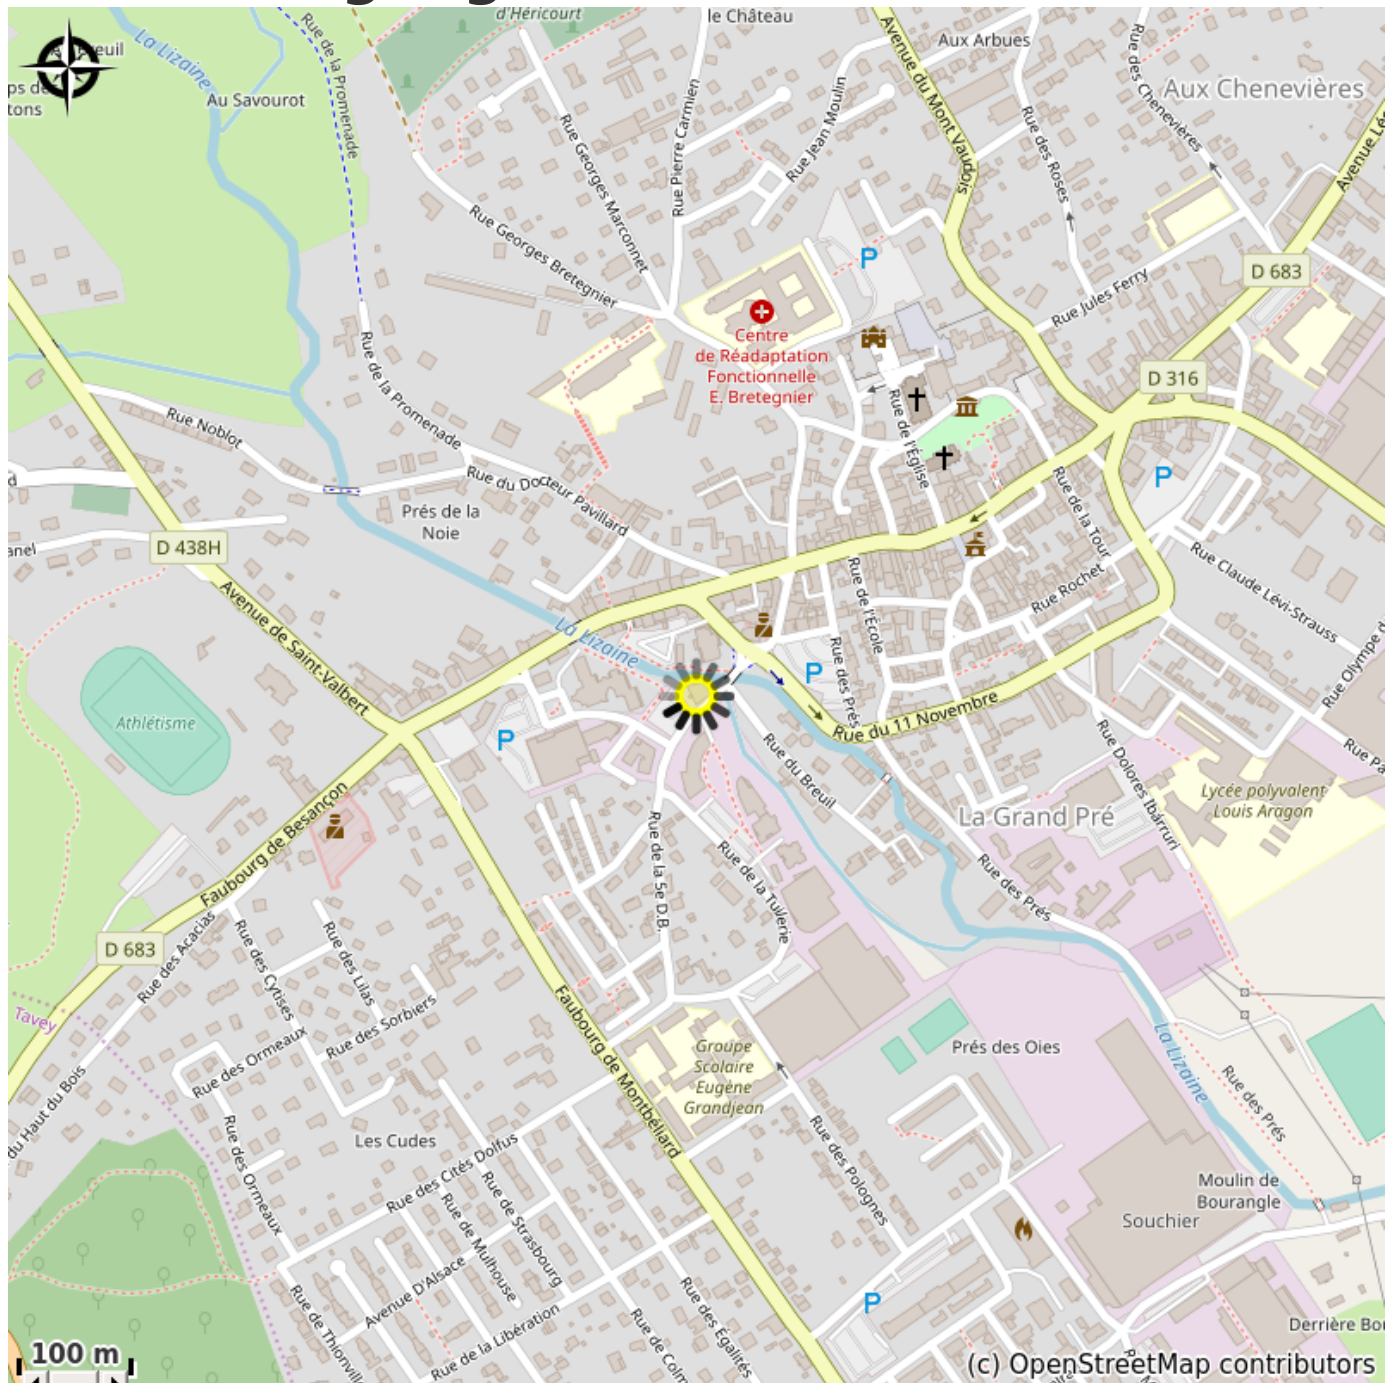 d'Héricourt
le Château
Aux Arbues
La Lizaine
Rue de la Promenade
Avenue du Mont Vaudois
Rue des Chenevières
Aux Chenevières
Au Savourot
Rue Georges Marconnet
Rue Pierre Carmien
Rue Jean Moulin
Rue des Roses
Rue Georges Bretegnier
P
D 683
Rue Jules Ferry
Centre
de Réadaptation
Fonctionnelle
E. Bretegnier
Rue de la Promenade
D 316
Rue Noblot
Rue de l'Église
Rue du Docteur Pavillard
P
Rue de la Tour
Prés de la
Noie
D 438H
Rue Claude Lévi-Strauss
Rue Rochet
Rue de l'École
Avenue de Saint-Valbert
La Lizaine
Rue des Prés
P
Athlétisme
P
Rue du 11 Novembre
Rue du Breuil
Rue Dolores Ibárruri
Lycée polyvalent
Louis Aragon
La Grand Pré
Faubourg de Besançon
Rue de la 5e D.B.
Rue de la Tuilerie
Rue des Prés
D 683
Rue des Acacias
Rue des Cytises
Rue des Lilas
Rue des Sorbiers
Tavey
Faubourg de Montbéliard
Rue des Ormeaux
Groupe
Scolaire
Eugène
Grandjean
Prés des Oies
La Lizaine
Rue des Prés
du Haut du Bois
Rue des Ormeaux
Les Cudes
Rue des Cités Dolfus
Rue des Polognes
Moulin de
Bourangle
Souchier
Rue de Strasbourg
Rue de Mulhouse
Avenue D'Alsace
Rue de la Libération
Rue des Égalités
P
100 m
(c) OpenStreetMap contributors